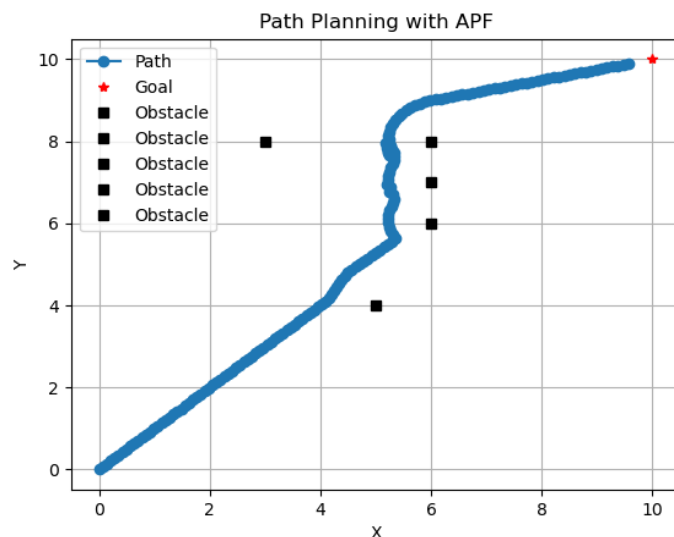 Path Planning with APF
Path
Goal
Obstacle
Obstacle
Obstacle
Obstacle
Obstacle
Y
10
8
6
4
2
0
0 2 4 6 8 10
X